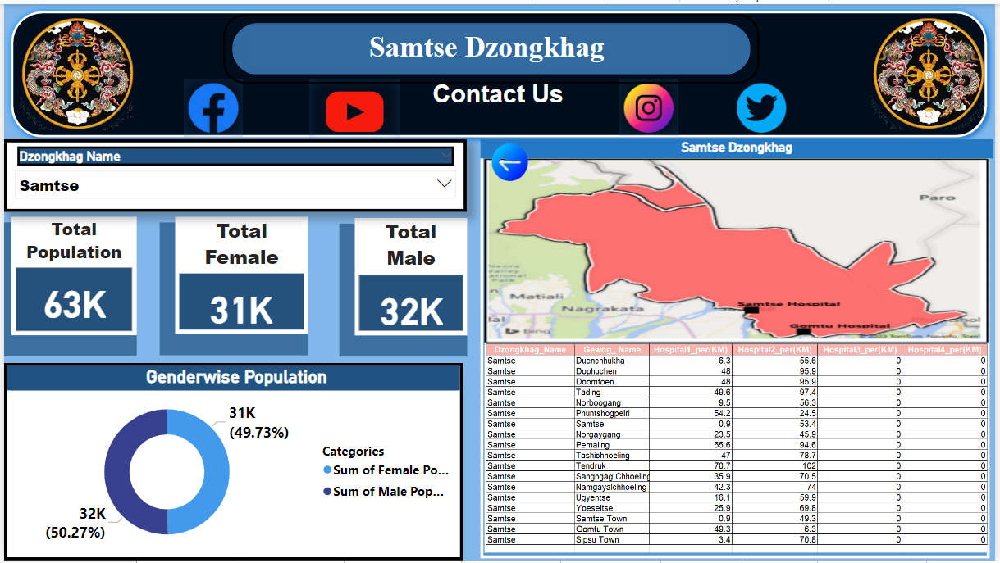 Samtse Dzongkhag
Contact Us
Dzongkhag Name
Samtse
Total
Population
63K
Total
Female
31K
Total
Male
32K
Genderwise Population
31K
(49.73%)
32K
(50.27%)
Categories
Sum of Female Po...
Sum of Male Pop...
Samtse Dzongkhag
Paro
Matiali
Nagrakata
Samtse Hospital
Gomtu Hospital
bing
Dzongkhag_Name Gewog_ Name Hospital1_per(KM) Hospital2_per(KM) Hospital3_per(KM) Hospital4_per(KM)
Samtse Duenchhukha 6.3 55.6 0 0
Samtse Dophuchen 48 95.9 0 0
Samtse Doomtoen 48 95.9 0 0
Samtse Tading 49.6 97.4 0 0
Samtse Norboogang 9.5 56.3 0 0
Samtse Phuntshogpelri 54.2 24.5 0 0
Samtse Samtse 0.9 53.4 0 0
Samtse Norgaygang 23.5 45.9 0 0
Samtse Pemaling 55.6 94.6 0 0
Samtse Tashichhoeling 47 78.7 0 0
Samtse Tendruk 70.7 102 0 0
Samtse Sangngag Chhoeling 35.9 70.5 0 0
Samtse Namgayalchhoeling 42.3 74 0 0
Samtse Ugyentse 16.1 59.9 0 0
Samtse Yoeseltse 25.9 69.8 0 0
Samtse Samtse Town 0.9 49.3 0 0
Samtse Gomtu Town 49.3 6.3 0 0
Samtse Sipsu Town 3.4 70.8 0 0